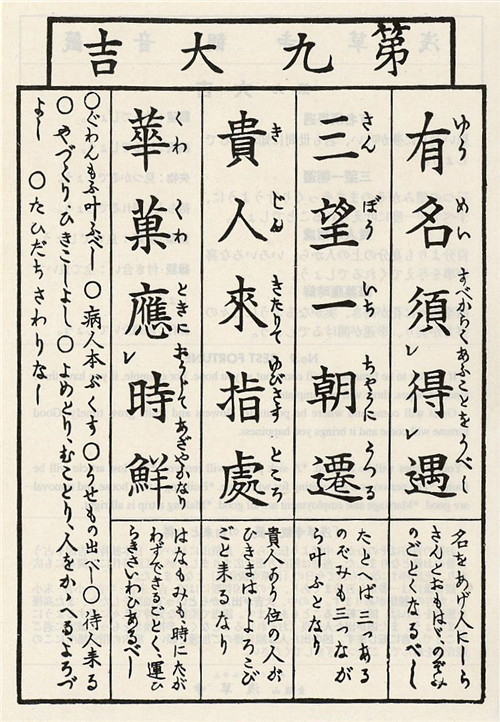 第九大吉
ゆう めい すべからくあふことをうべし
有名須レ得レ遇
名をあげ人にしら
さんとおもはゞ、のぞみ
のごとくなるべし
さんぼう いち ちやうに うつる
三望一朝遷
たとへば三つある
のぞみも三つなが
ら叶ふとなり
き じん きたりて ゆびさす ところ
貴人來指處
貴人あり位の人が
ひきまはしよろこび
ごと来るなり
くわ くわ ときに おうじて あざやかな
華菓應レ時鮮
はなもみも、時にたが
わずできるごとく、運ひ
らきさいわひあるべし
○ぐわんもふ叶ふべし ○病人本ぶくす ○うせもの出べし ○待人来る
○やづくり、ひきこしよし ○よめとり、むことり、人をかゝへるよろづ
よし ○たびだちさわりなし